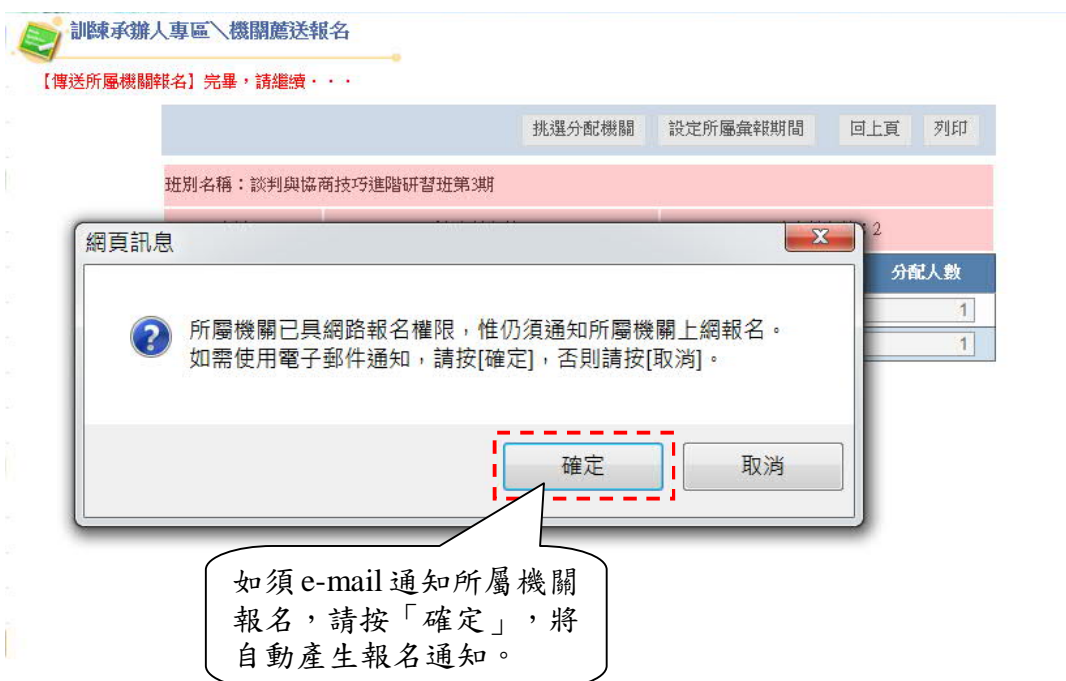 訓練承辦人專區＼機關薦送報名
【傳送所屬機關報名】完畢，請繼續・・・
挑選分配機關 設定所屬彙報期間 回上頁 列印
班別名稱：談判與協商技巧進階研習班第3期
2
分配人數
1
1
網頁訊息
所屬機關已具網路報名權限，惟仍須通知所屬機關上網報名。
如需使用電子郵件通知，請按[確定]，否則請按[取消]。
確定 取消
如須 e-mail 通知所屬機關
報名，請按「確定」，將
自動產生報名通知。